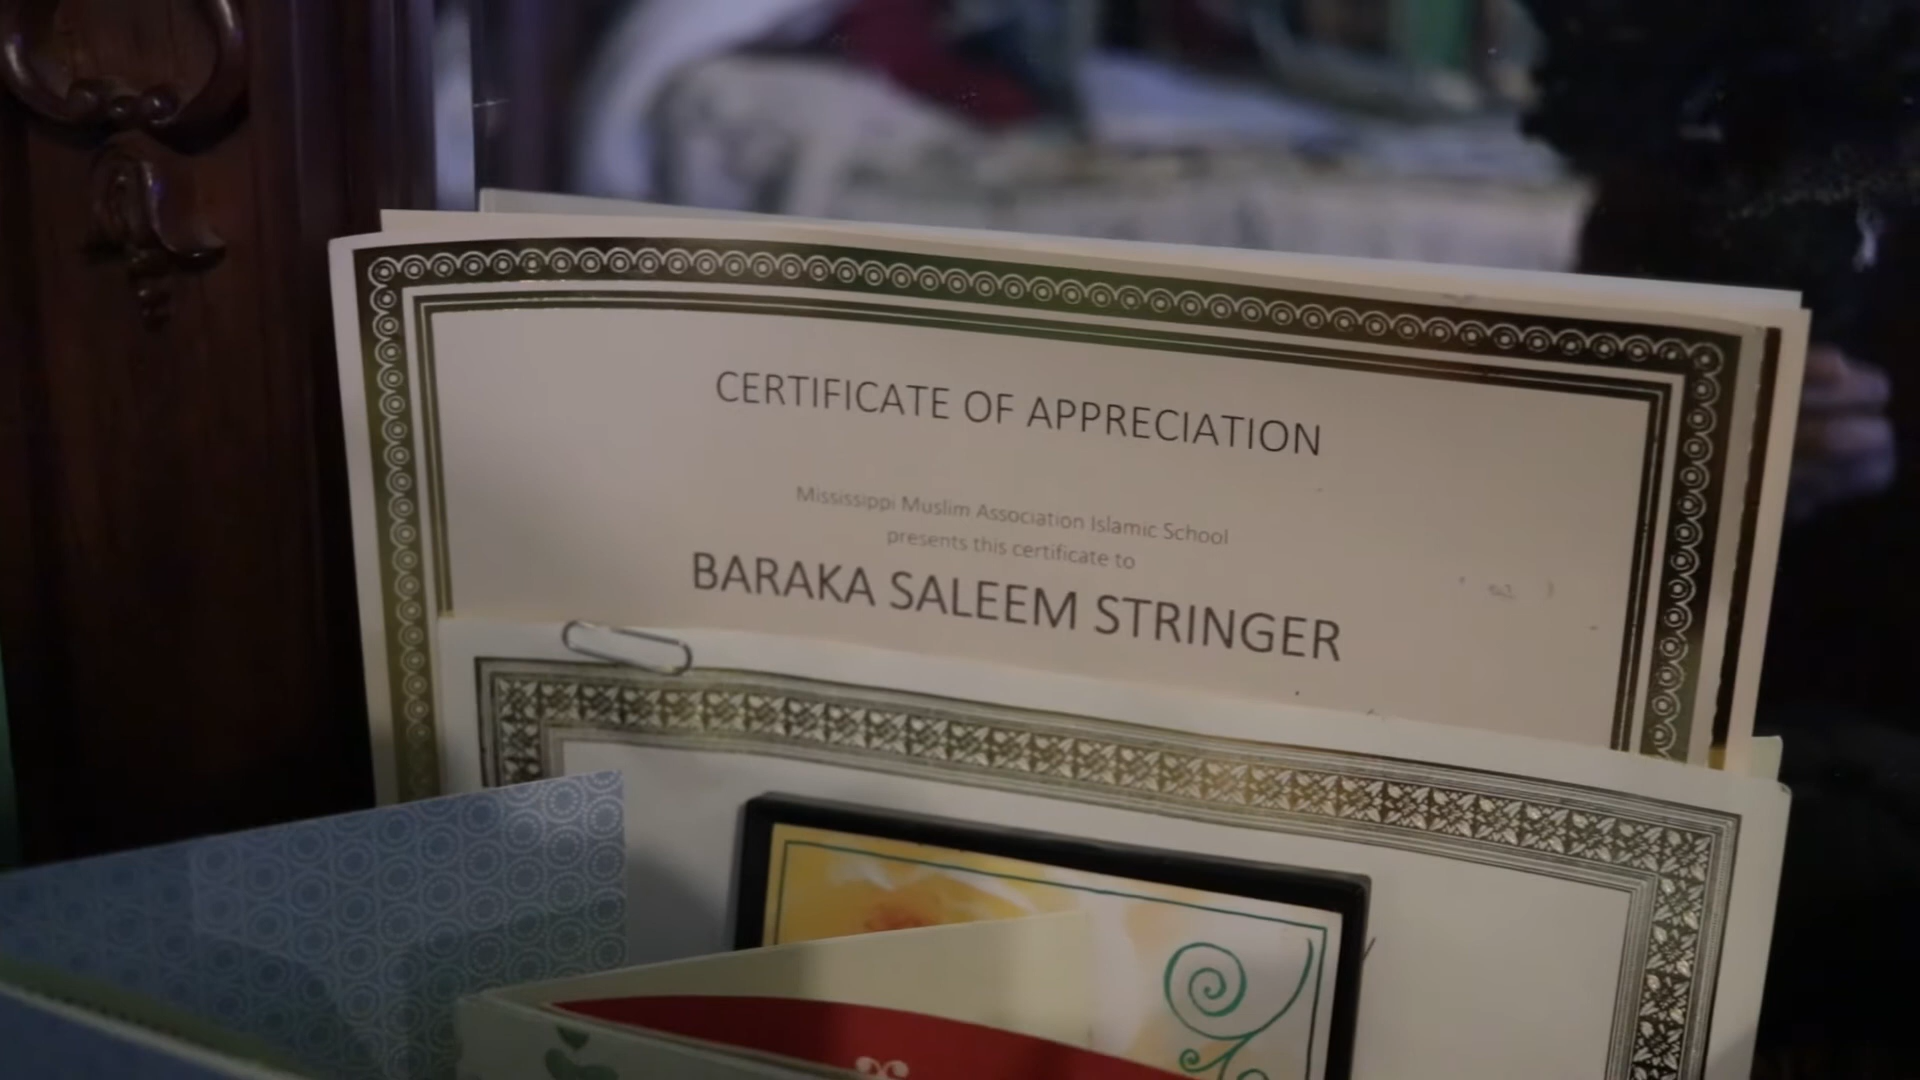 CERTIFICATE OF APPRECIATION
Mississippi Muslim Association Islamic School
presents this certificate to
BARAKA SALEEM STRINGER